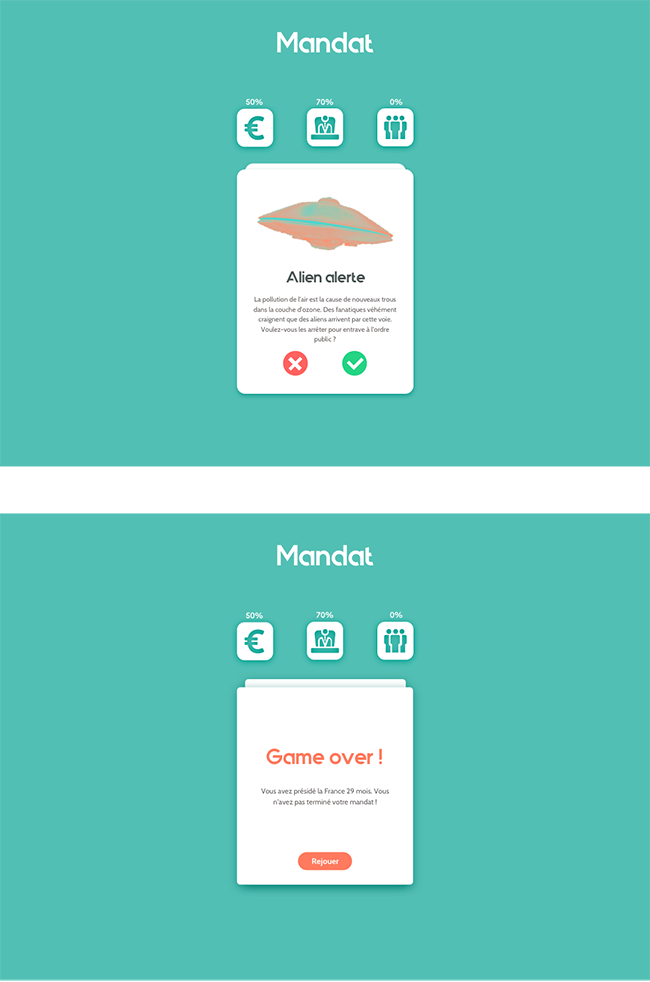 Mandat
50% 70% 0%
Alien alerte
La pollution de l'air est la cause de nouveaux trous
dans la couche d'ozone. Des fanatiques véhément
craignent que des aliens arrivent par cette voie.
Voulez-vous les arrêter pour entrave à l'ordre
public ?
Mandat
50% 70% 0%
Game over !
Vous avez présidé la France 29 mois. Vous
n'avez pas terminé votre mandat !
Rejouer